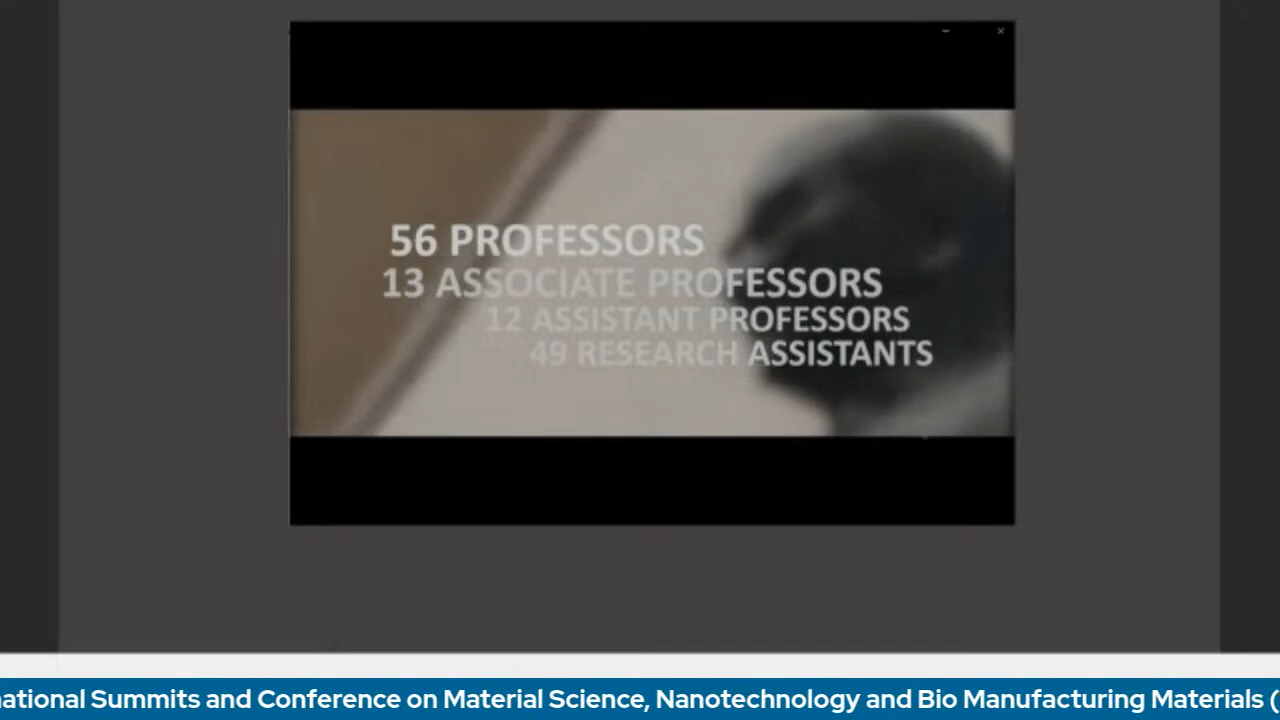 56 PROFESSORS
13 ASSOCIATE PROFESSORS
12 ASSISTANT PROFESSORS
49 RESEARCH ASSISTANTS
national Summits and Conference on Material Science, Nanotechnology and Bio Manufacturing Materials (